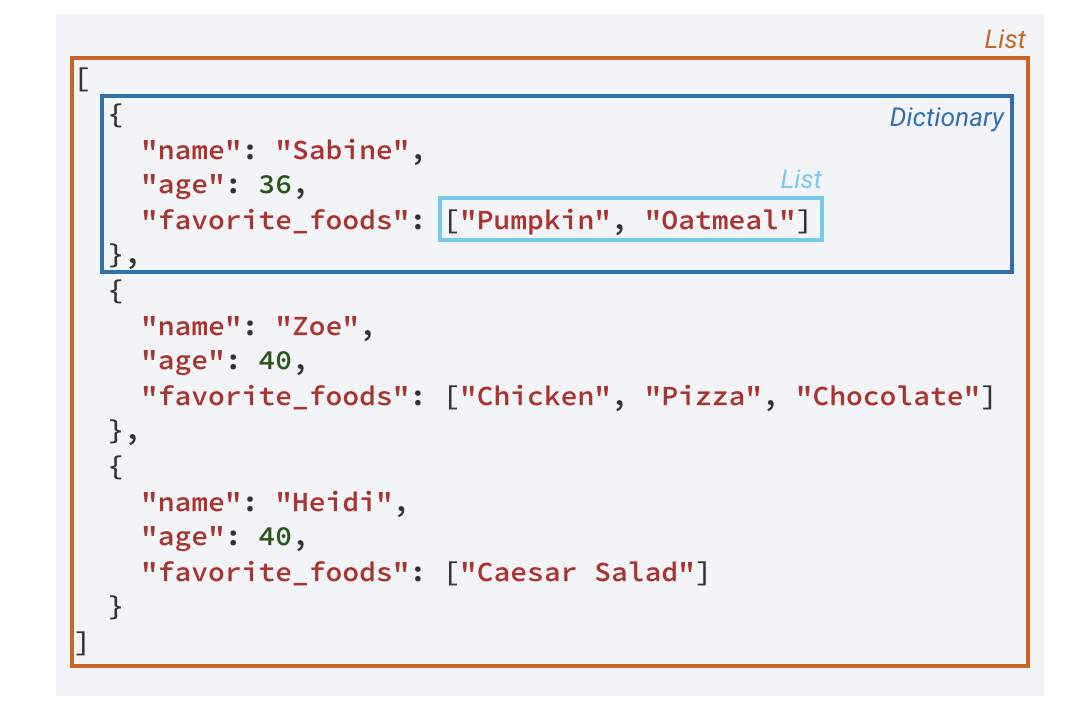 List
[
  {
Dictionary
    "name": "Sabine",
    "age": 36,
List
    "favorite_foods": ["Pumpkin", "Oatmeal"]
  },
  {
    "name": "Zoe",
    "age": 40,
    "favorite_foods": ["Chicken", "Pizza", "Chocolate"]
  },
  {
    "name": "Heidi",
    "age": 40,
    "favorite_foods": ["Caesar Salad"]
  }
]